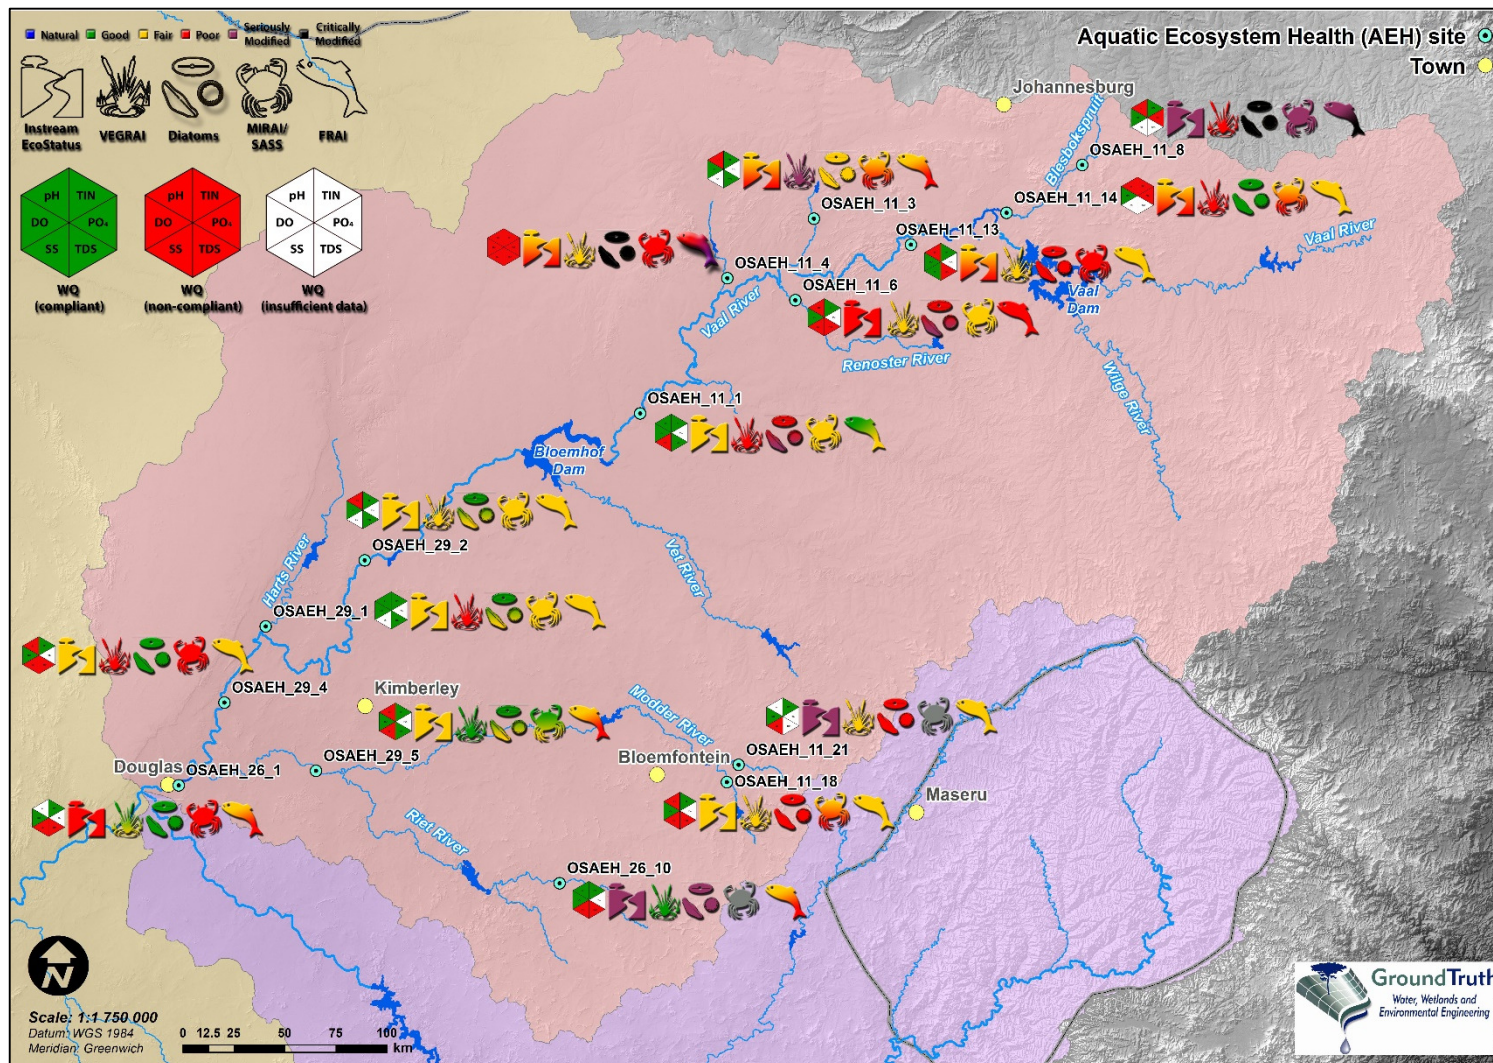 Natural
Good
Fair
Poor
Seriously
Modified
Critically
Modified
Instream
EcoStatus
VEGRAI
Diatoms
MIRAI/
SASS
FRAI
pH
TIN
DO
PO₄
SS
TDS
pH
TIN
DO
PO₄
SS
TDS
pH
TIN
DO
PO₄
SS
TDS
WQ
(compliant)
WQ
(non-compliant)
WQ
(insufficient data)
Aquatic Ecosystem Health (AEH) site
Town
Johannesburg
Blesbokspruit
OSAEH_11_8
OSAEH_11_14
OSAEH_11_3
OSAEH_11_13
Vaal River
OSAEH_11_4
OSAEH_11_6
Vaal
Dam
Vaal River
Renoster River
Wilge River
OSAEH_11_1
Bloemhof
Dam
OSAEH_29_2
Harts River
Vet River
OSAEH_29_1
OSAEH_29_4
Kimberley
Modder River
OSAEH_11_21
OSAEH_29_5
Bloemfontein
Douglas
OSAEH_26_1
OSAEH_11_18
Maseru
Riet River
OSAEH_26_10
N
Scale: 1:1 750 000
Datum: WGS 1984
Meridian: Greenwich
0 12.5 25 50 75 100
km
GroundTruth
Water, Wetlands and
Environmental Engineering